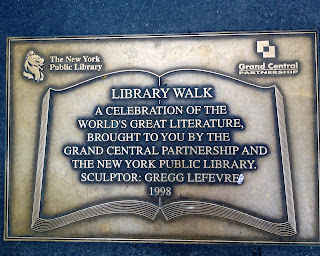 The New York
Public Library
Grand Central
PARTNERSHIP
LIBRARY WALK
A CELEBRATION OF THE
WORLD'S GREAT LITERATURE,
BROUGHT TO YOU BY THE
GRAND CENTRAL PARTNERSHIP AND
THE NEW YORK PUBLIC LIBRARY.
SCULPTOR: GREGG LEFEVRE
1998